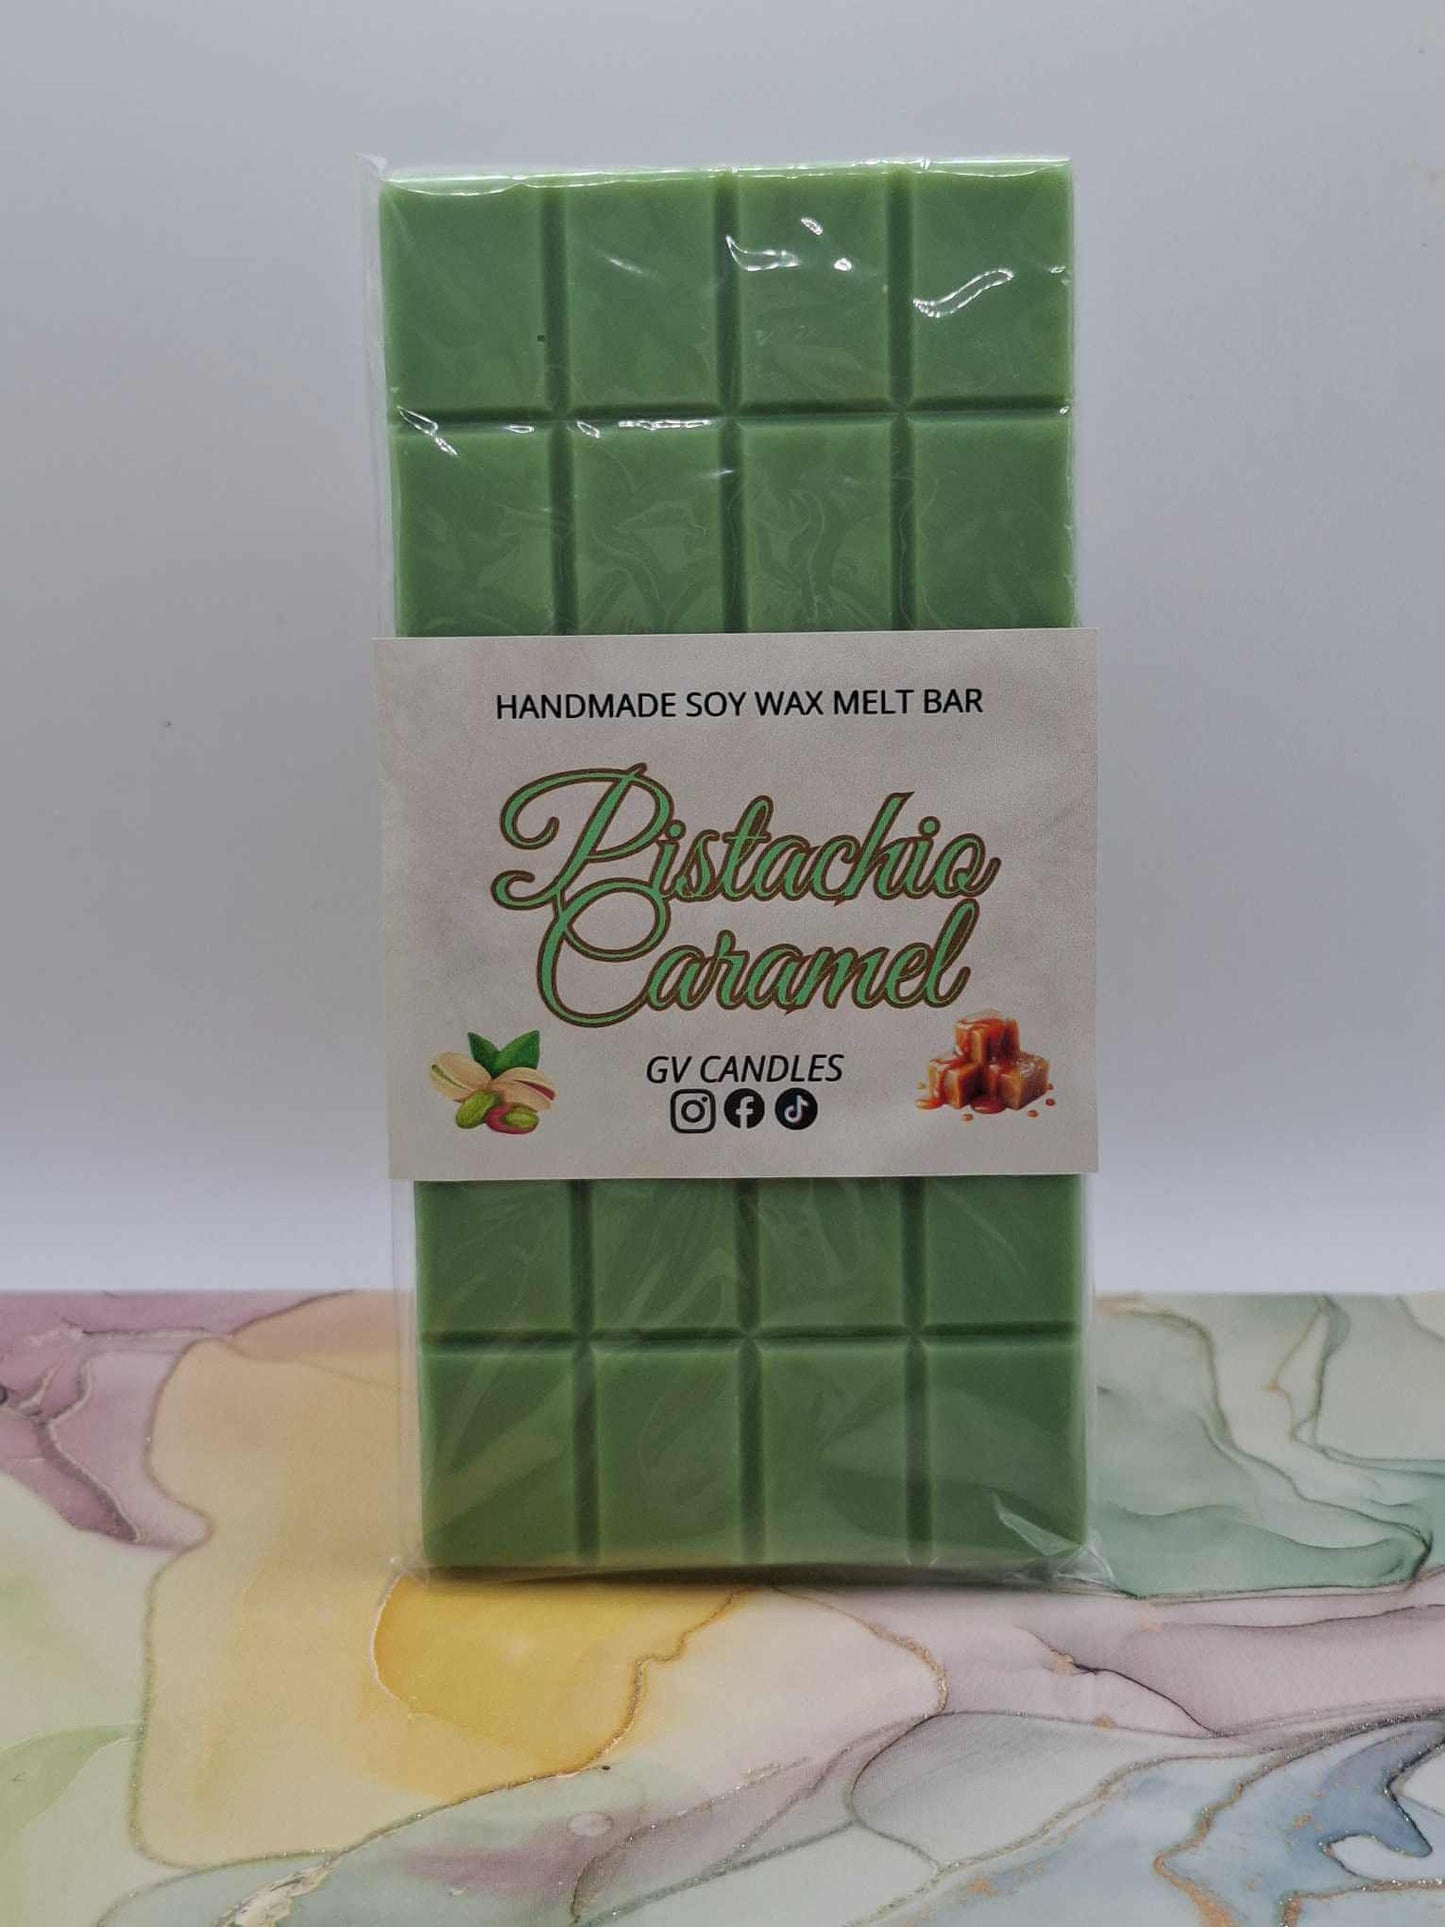 HANDMADE SOY WAX MELT BAR
Pistachio
Caramel
GV CANDLES